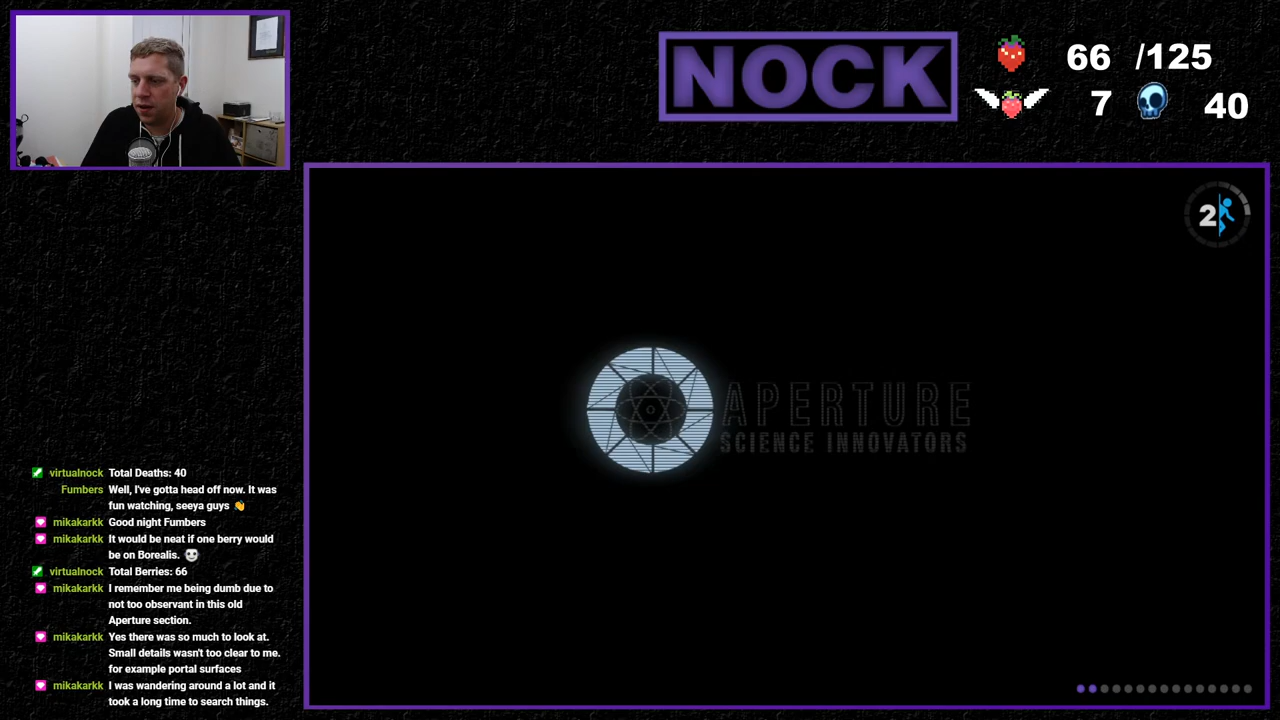 NOCK
66 /125
7 40
2
APERTURE
SCIENCE INNOVATORS
virtualnock Total Deaths: 40
Fumbers Well, I've gotta head off now. It was
fun watching, seeya guys 👏
mikakarkk Good night Fumbers
mikakarkk It would be neat if one berry would
be on Borealis.
virtualnock Total Berries: 66
mikakarkk I remember me being dumb due to
not too observant in this old
Aperture section.
mikakarkk Yes there was so much to look at.
Small details wasn't too clear to me.
for example portal surfaces
mikakarkk I was wandering around a lot and it
took a long time to search things.